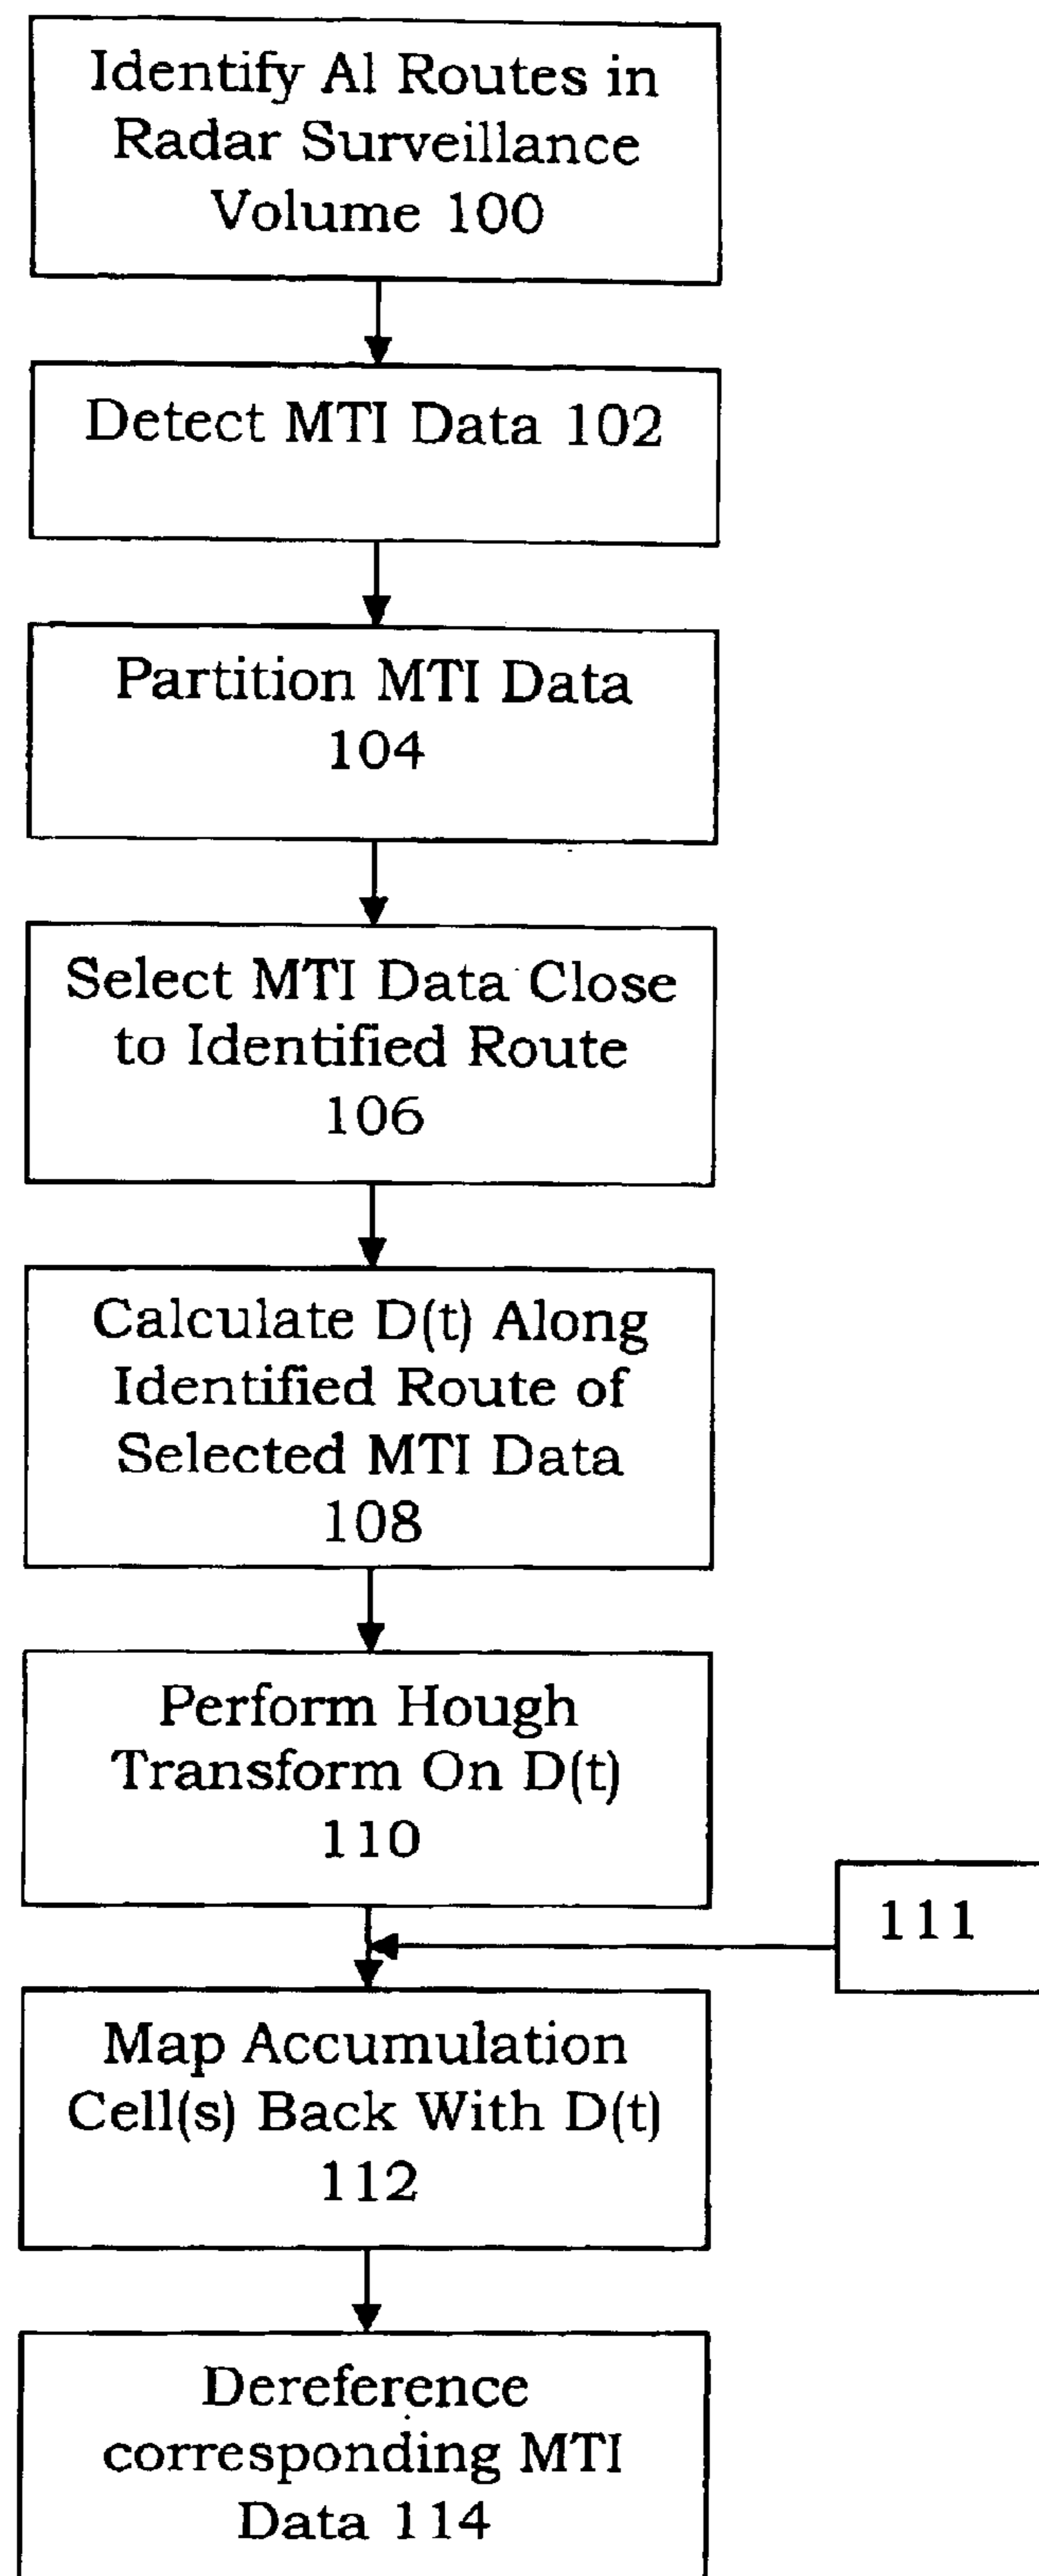 Identify Al Routes in
Radar Surveillance
Volume 100
Detect MTI Data 102
Partition MTI Data
104
Select MTI Data Close
to Identified Route
106
Calculate D(t) Along
Identified Route of
Selected MTI Data
108
Perform Hough
Transform On D(t)
110
111
Map Accumulation
Cell(s) Back With D(t)
112
Dereference
corresponding MTI
Data 114